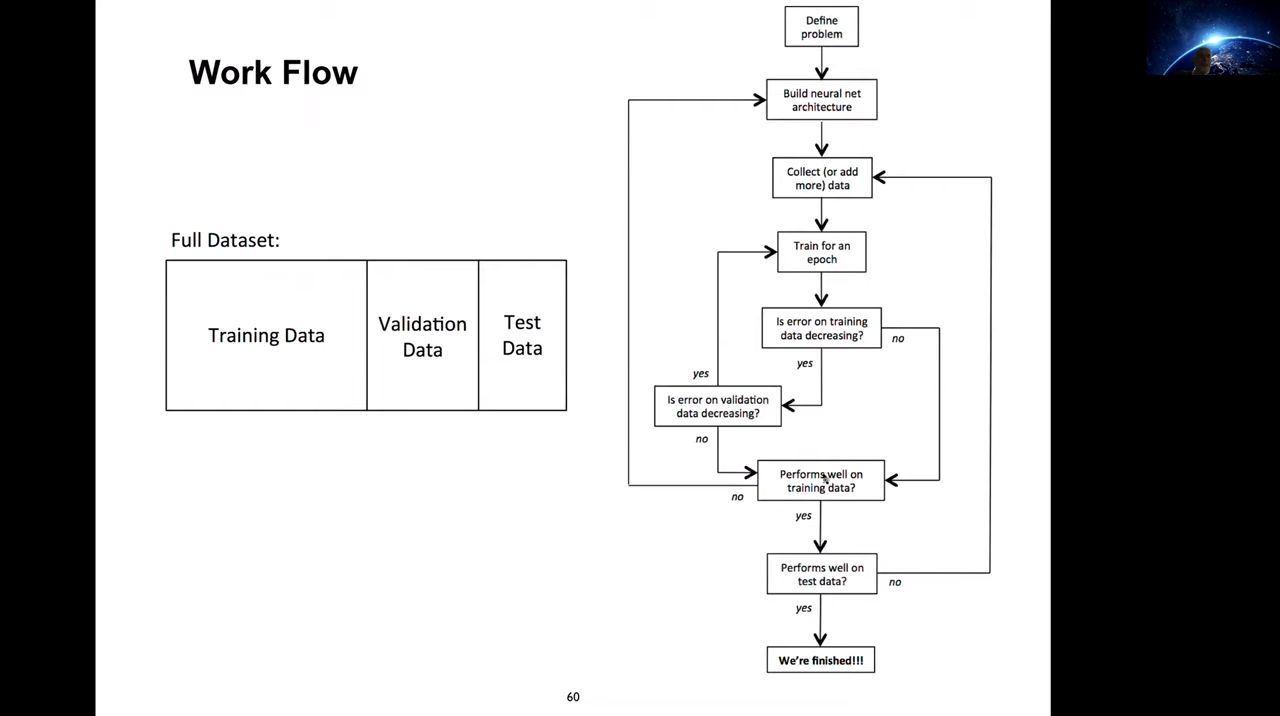 Work Flow
Full Dataset:
Training Data
Validation
Data
Test
Data
Define
problem
Build neural net
architecture
Collect (or add
more) data
Train for an
epoch
Is error on training
data decreasing?
no
yes
yes
Is error on validation
data decreasing?
no
Performs well on
training data?
no
yes
Performs well on
test data?
no
yes
We're finished!!!
60